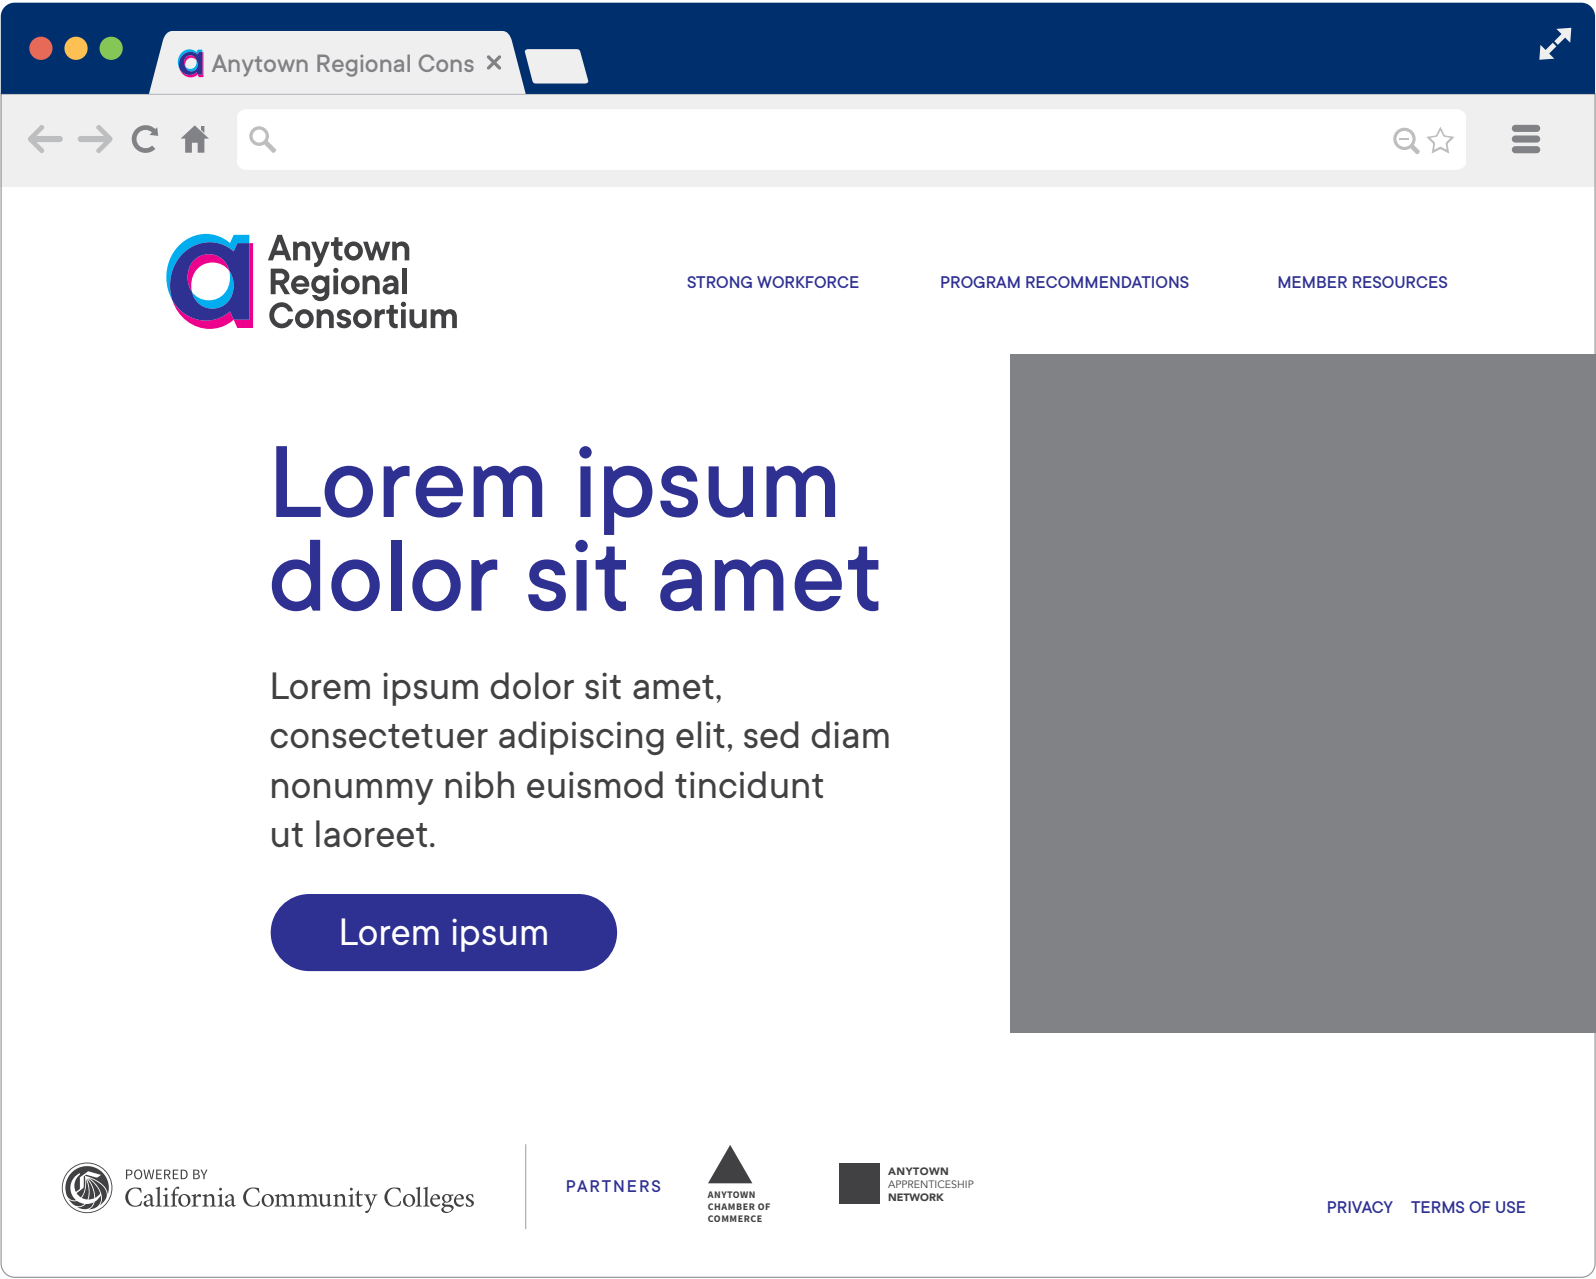 Anytown Regional Cons
Anytown
Regional
Consortium
STRONG WORKFORCE
PROGRAM RECOMMENDATIONS
MEMBER RESOURCES
Lorem ipsum
dolor sit amet
Lorem ipsum dolor sit amet,
consectetuer adipiscing elit, sed diam
nonummy nibh euismod tincidunt
ut laoreet.
Lorem ipsum
POWERED BY
California Community Colleges
PARTNERS
ANYTOWN
CHAMBER OF
COMMERCE
ANYTOWN
APPRENTICESHIP
NETWORK
PRIVACY
TERMS OF USE